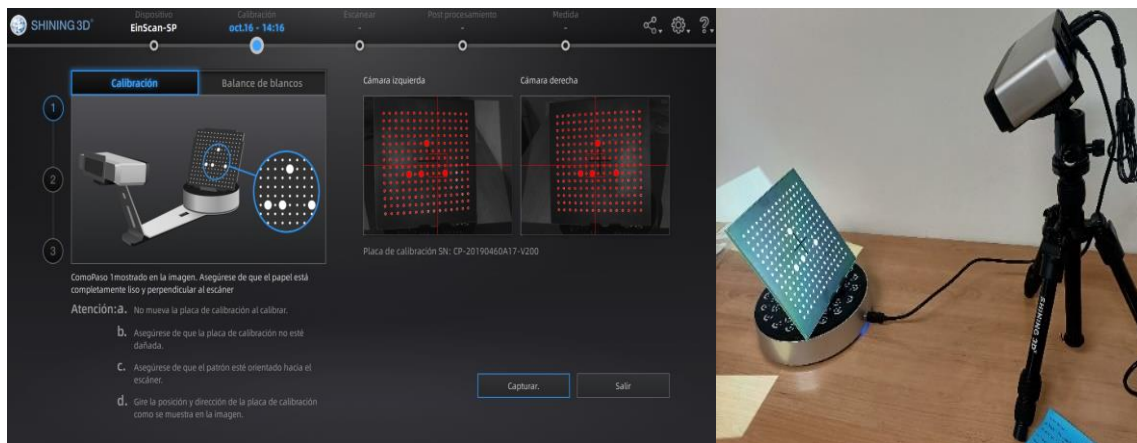 SHINING 3D®
Dispositivo
EinScan-SP
Calibración
oct.16 - 14:16
Escanear
-
Post procesamiento
-
Medida
-
Calibración
Balance de blancos
1
2
3
Cámara izquierda
Cámara derecha
Placa de calibración SN: CP-20190460A17-V200
ComoPaso 1mostrado en la imagen. Asegúrese de que el papel está
completamente liso y perpendicular al escáner
Atención:a. No mueva la placa de calibración al calibrar.
b. Asegúrese de que la placa de calibración no esté
dañada.
c. Asegúrese de que el patrón esté orientado hacia el
escáner.
d. Gire la posición y dirección de la placa de calibración
como se muestra en la imagen.
Capturar.
Salir
SHINING 3D®